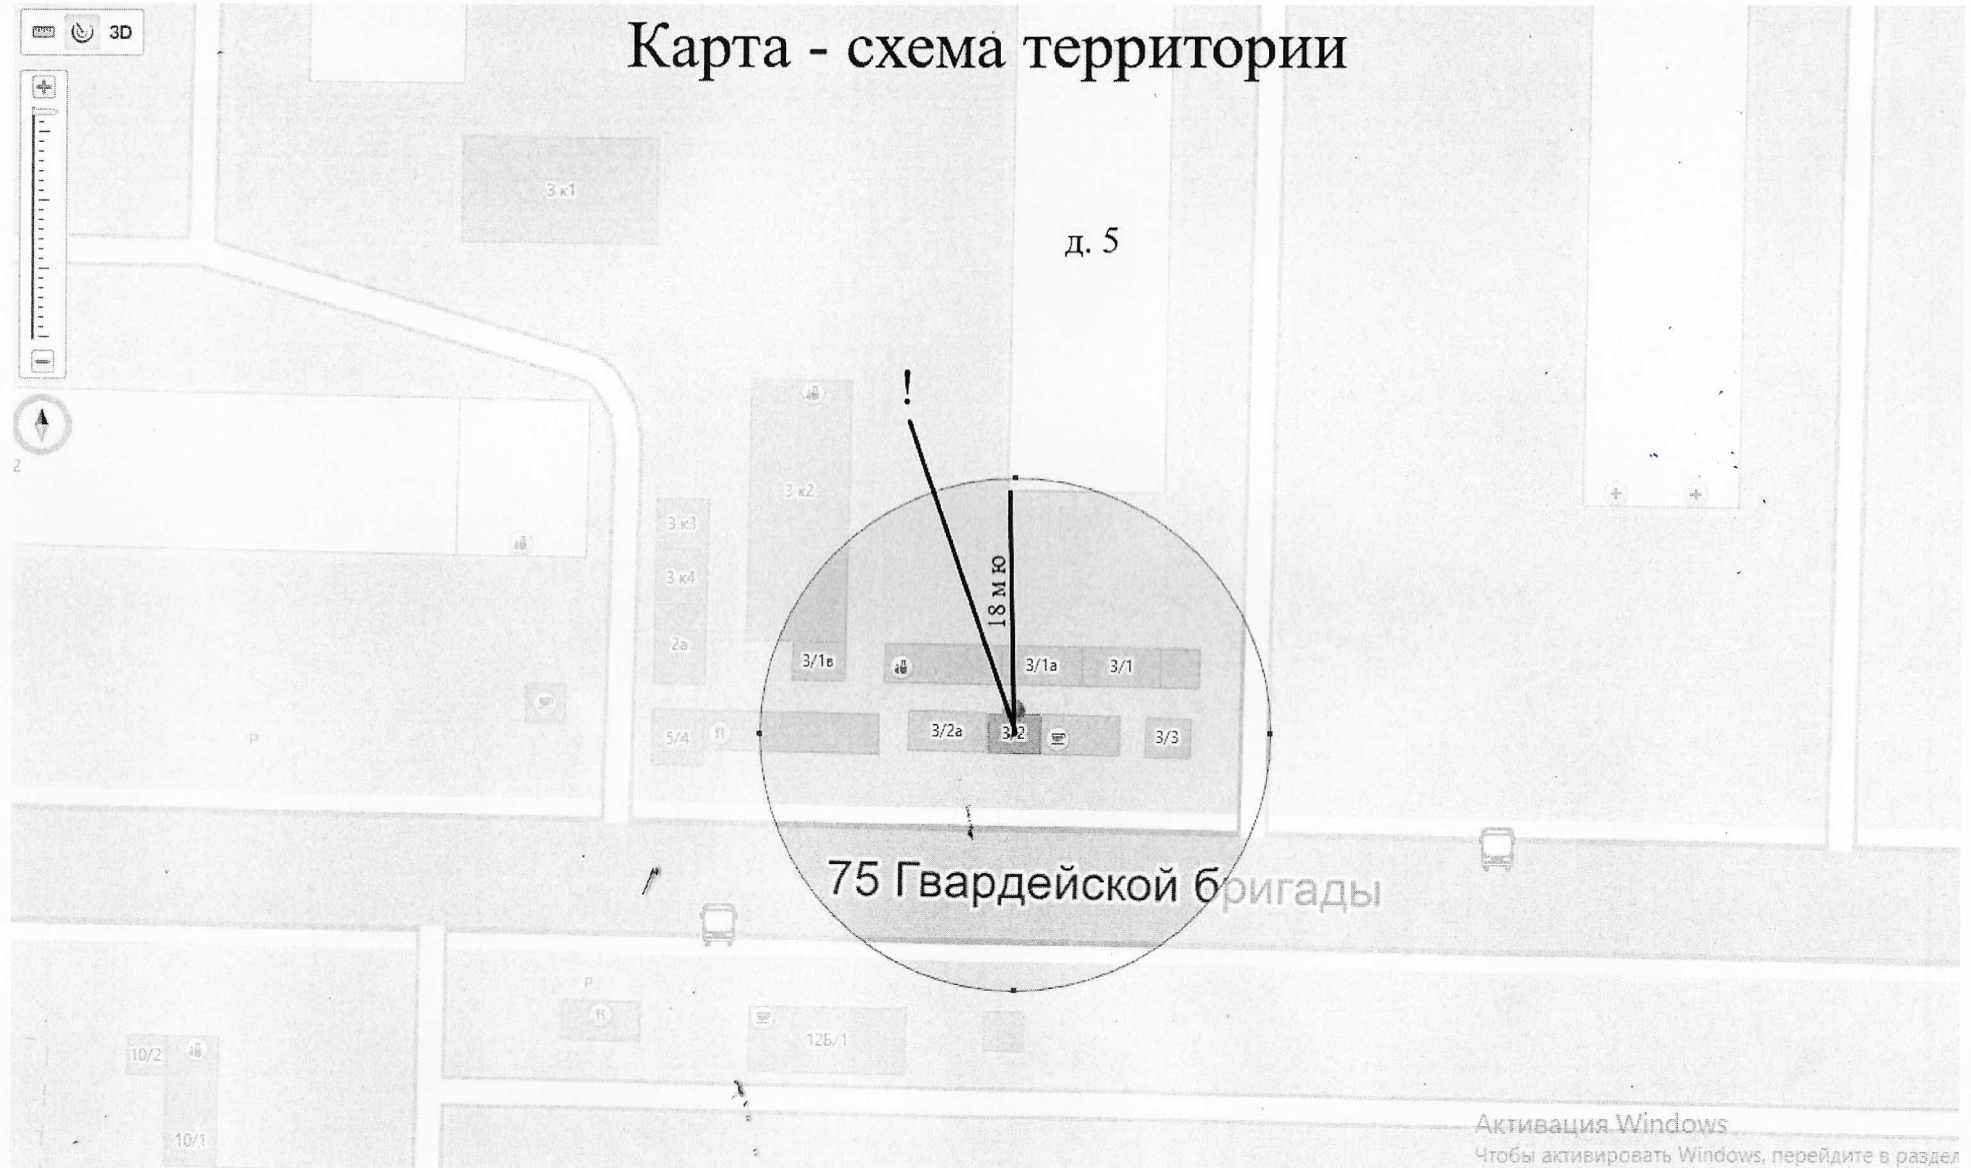 3D
Карта - схема территории
3 к1
д. 5
!
2
3 к2
3 к3
3 к4
18 м ю
2а
3/1в
3/1а
3/1
5/4
3/2а
3/2
3/3
Р
75 Гвардейской бригады
Р
12Б/1
10/2
10/1
Активация Windows
Чтобы активировать Windows, перейдите в раздел